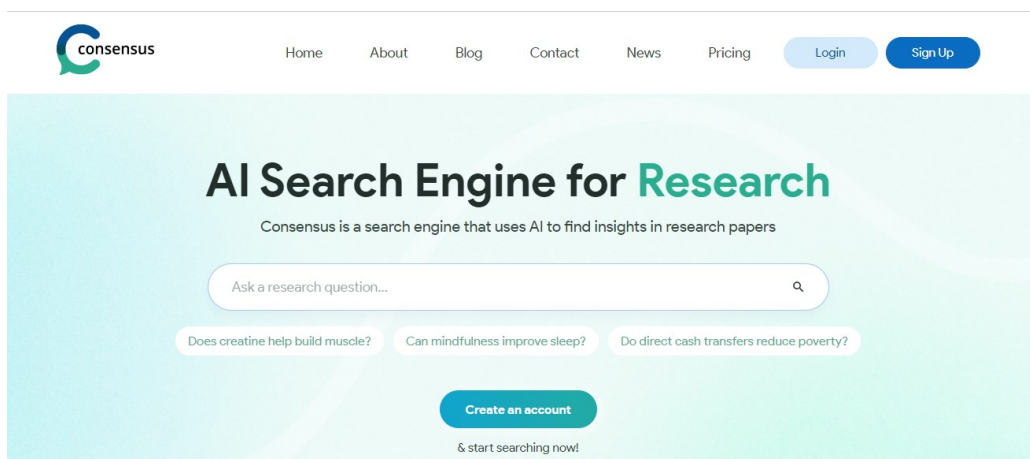 consensus
Home About Blog Contact News Pricing Login Sign Up
AI Search Engine for Research
Consensus is a search engine that uses AI to find insights in research papers
Ask a research question...
Does creatine help build muscle? Can mindfulness improve sleep? Do direct cash transfers reduce poverty?
Create an account
& start searching now!